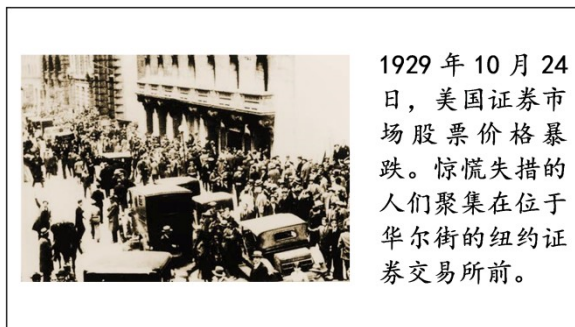 1929 年 10 月 24
日，美国证券市
场股票价格暴
跌。惊慌失措的
人们聚集在位于
华尔街的纽约证
券交易所前。